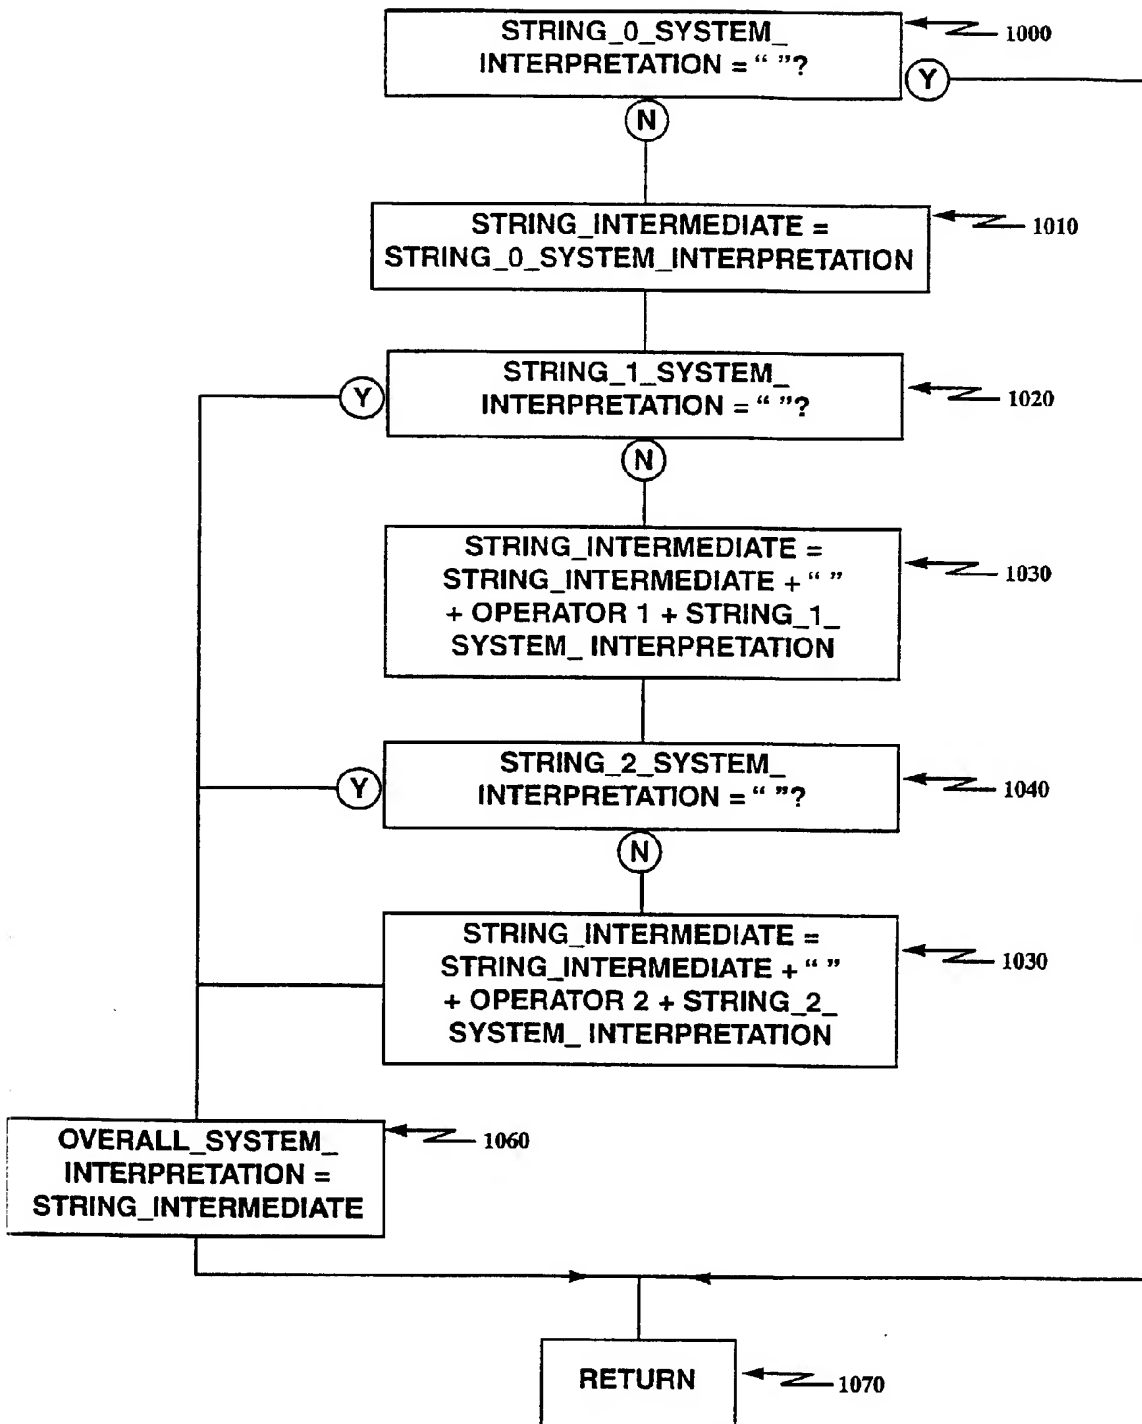 STRING_0_SYSTEM_
INTERPRETATION = “ ”?
1000
Y
N
STRING_INTERMEDIATE =
STRING_0_SYSTEM_INTERPRETATION
1010
STRING_1_SYSTEM_
INTERPRETATION = “ ”?
1020
Y
N
STRING_INTERMEDIATE =
STRING_INTERMEDIATE + “ ”
+ OPERATOR 1 + STRING_1_
SYSTEM_ INTERPRETATION
1030
STRING_2_SYSTEM_
INTERPRETATION = “ ”?
1040
Y
N
STRING_INTERMEDIATE =
STRING_INTERMEDIATE + “ ”
+ OPERATOR 2 + STRING_2_
SYSTEM_ INTERPRETATION
1030
OVERALL_SYSTEM_
INTERPRETATION =
STRING_INTERMEDIATE
1060
RETURN
1070